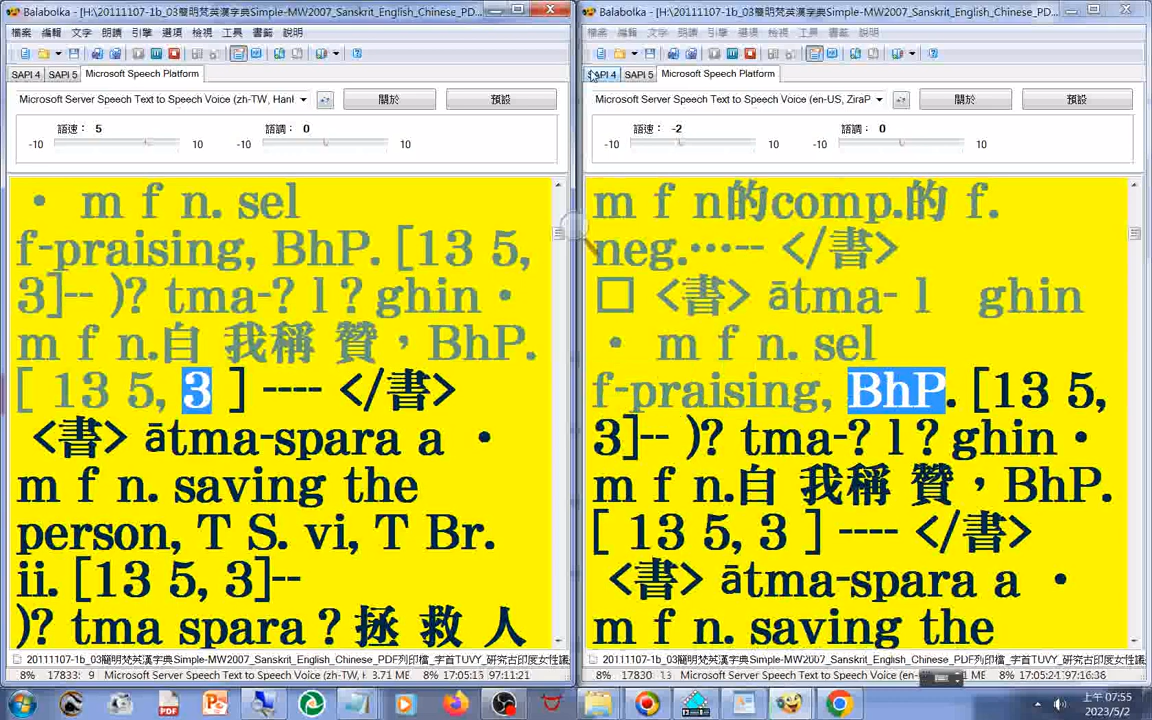 Balabolka - [H:\20111107-1b_03簡明梵英漢字典Simple-MW2007_Sanskrit_English_Chinese_PD...
檔案 編輯 文字 朗讀 引擎 選項 檢視 工具 書籤 說明
SAPI 4 SAPI 5 Microsoft Speech Platform
Microsoft Server Speech Text to Speech Voice (zh-TW, Hanl 關於 預設
語速： 5 語調： 0
-10 10 -10 10
• m f n. sel
f-praising, BhP. [13 5,
3]-- )? tma-? l ? ghin •
m f n.自 我稱 贊，BhP.
[ 13 5, 3 ] ---- </書>
<書> ātma-spara a •
m f n. saving the
person, T S. vi, T Br.
ii. [13 5, 3]--
)? tma spara ? 拯 救 人
20111107-1b_03簡明梵英漢字典Simple-MW2007_Sanskrit_English_Chinese_PDF列印檔_字首TUVY_研究古印度女性議
8% 17833: 9 Microsoft Server Speech Text to Speech Voice (zh-TW, H 3.71 MB 8% 17:05:15 97:11:21
Balabolka - [H:\20111107-1b_03簡明梵英漢字典Simple-MW2007_Sanskrit_English_Chinese_PD...
檔案 編輯 文字 朗讀 引擎 選項 檢視 工具 書籤 說明
SAPI 4 SAPI 5 Microsoft Speech Platform
Microsoft Server Speech Text to Speech Voice (en-US, ZiraP 關於 預設
語速： -2 語調： 0
-10 10 -10 10
m f n的comp.的 f.
neg.…-- </書>
□ <書> ātma- l ghin
• m f n. sel
f-praising, BhP. [13 5,
3]-- )? tma-? l ? ghin •
m f n.自 我稱 贊，BhP.
[ 13 5, 3 ] ---- </書>
<書> ātma-spara a •
m f n. saving the
20111107-1b_03簡明梵英漢字典Simple-MW2007_Sanskrit_English_Chinese_PDF列印檔_字首TUVY_研究古印度女性議
8% 17830: 13 Microsoft Server Speech Text to Speech Voice (en- MB 8% 17:05:24 97:16:36
上午 07:55
2023/5/2